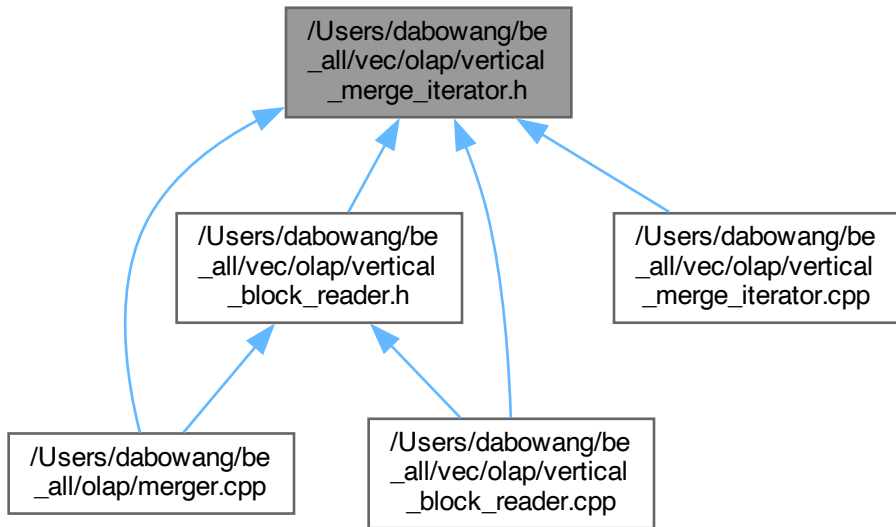 /Users/dabowang/be
_all/vec/olap/vertical
_merge_iterator.h
/Users/dabowang/be
_all/vec/olap/vertical
_block_reader.h
/Users/dabowang/be
_all/vec/olap/vertical
_merge_iterator.cpp
/Users/dabowang/be
_all/olap/merger.cpp
/Users/dabowang/be
_all/vec/olap/vertical
_block_reader.cpp